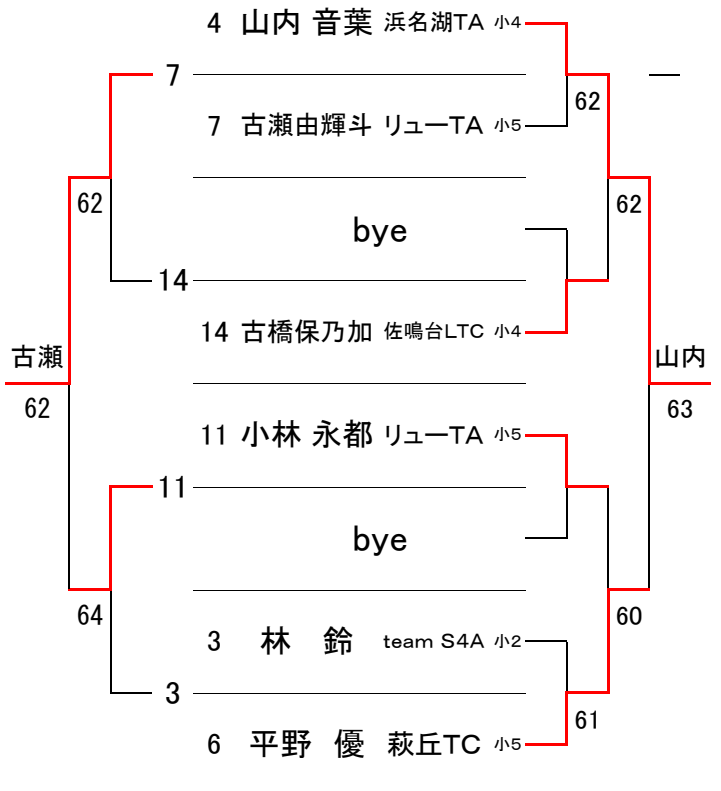 4 山内 音葉 浜名湖TA 小4
7
62
7 古瀬由輝斗 リューTA 小5
62
62
bye
14
14 古橋保乃加 佐鳴台LTC 小4
古瀬
山内
62
63
11 小林 永都 リューTA 小5
11
bye
64
60
3 林 鈴 team S4A 小2
3
61
6 平野 優 萩丘TC 小5